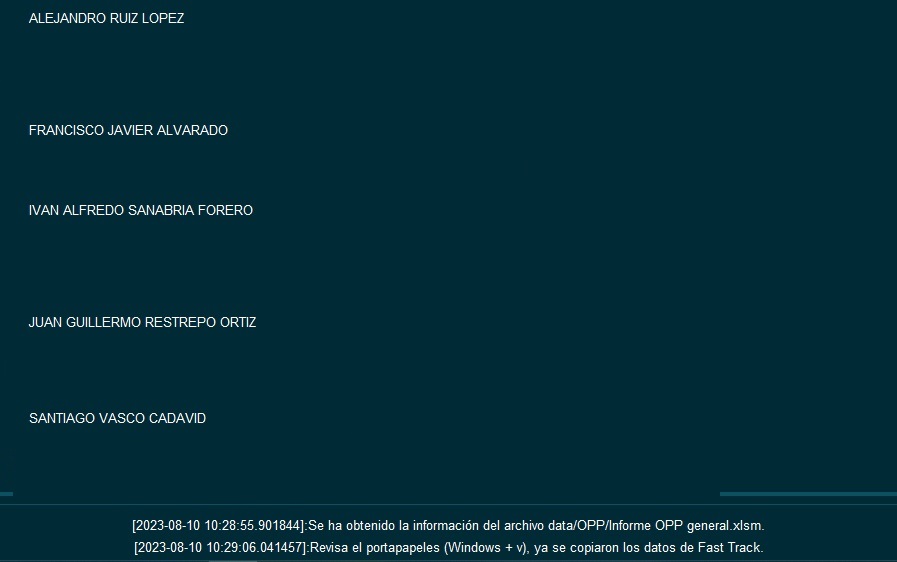 ALEJANDRO RUIZ LOPEZ
FRANCISCO JAVIER ALVARADO
IVAN ALFREDO SANABRIA FORERO
JUAN GUILLERMO RESTREPO ORTIZ
SANTIAGO VASCO CADAVID
[2023-08-10 10:28:55.901844]:Se ha obtenido la información del archivo data/OPP/Informe OPP general.xlsm.
[2023-08-10 10:29:06.041457]:Revisa el portapapeles (Windows + v), ya se copiaron los datos de Fast Track.